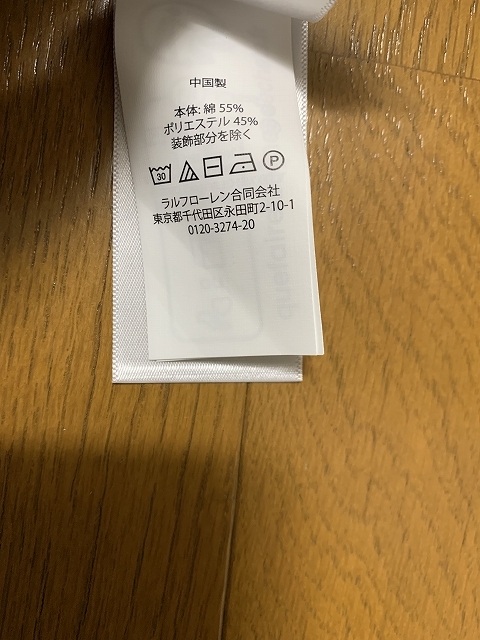 中国製
本体: 綿 55%
ポリエステル 45%
装飾部分を除く
30 P
ラルフローレン合同会社
東京都千代田区永田町2-10-1
0120-3274-20